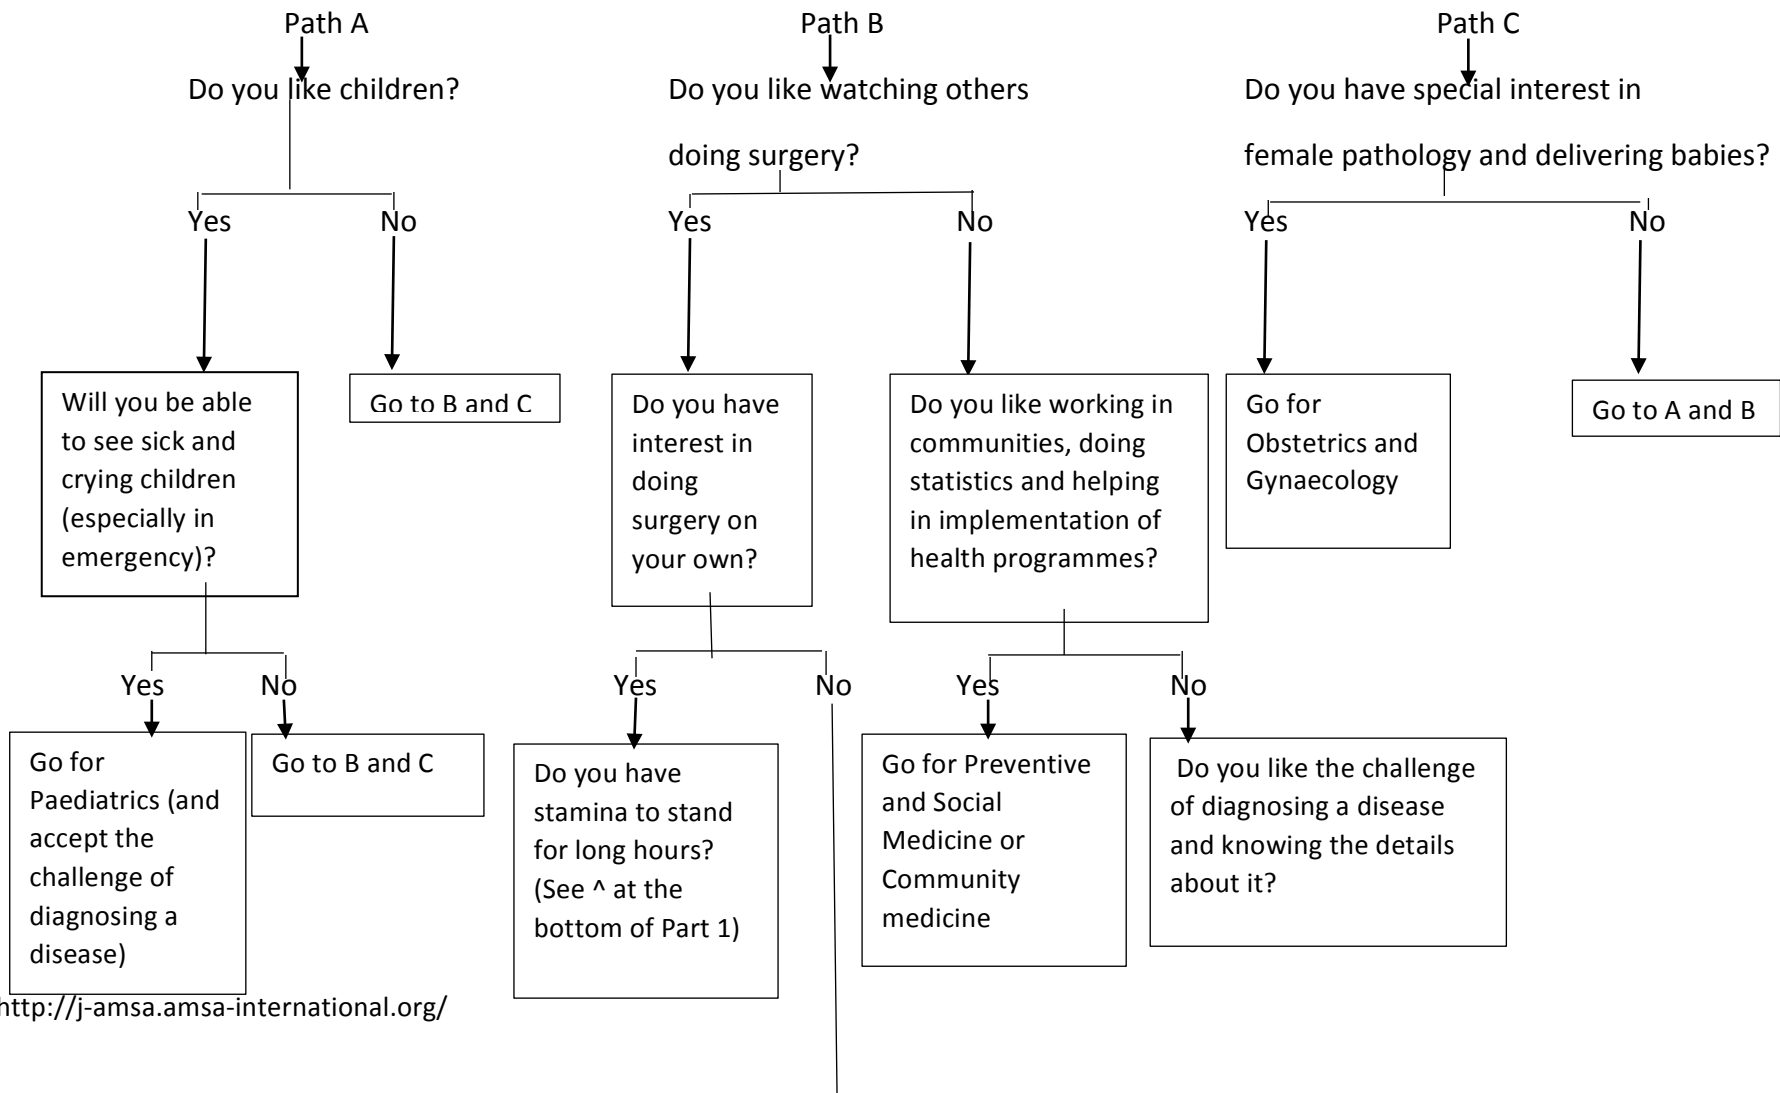 Path A
Path B
Path C
Do you like children?
Do you like watching others
doing surgery?
Do you have special interest in
female pathology and delivering babies?
Yes
No
Yes
No
Yes
No
Will you be able
to see sick and
crying children
(especially in
emergency)?
Go to B and C
Do you have
interest in
doing
surgery on
your own?
Do you like working in
communities, doing
statistics and helping
in implementation of
health programmes?
Go for
Obstetrics and
Gynaecology
Go to A and B
Yes
No
Yes
No
Yes
No
Go for
Paediatrics (and
accept the
challenge of
diagnosing a
disease)
Go to B and C
Do you have
stamina to stand
for long hours?
(See ^ at the
bottom of Part 1)
Go for Preventive
and Social
Medicine or
Community
medicine
Do you like the challenge
of diagnosing a disease
and knowing the details
about it?
http://j-amsa.amsa-international.org/